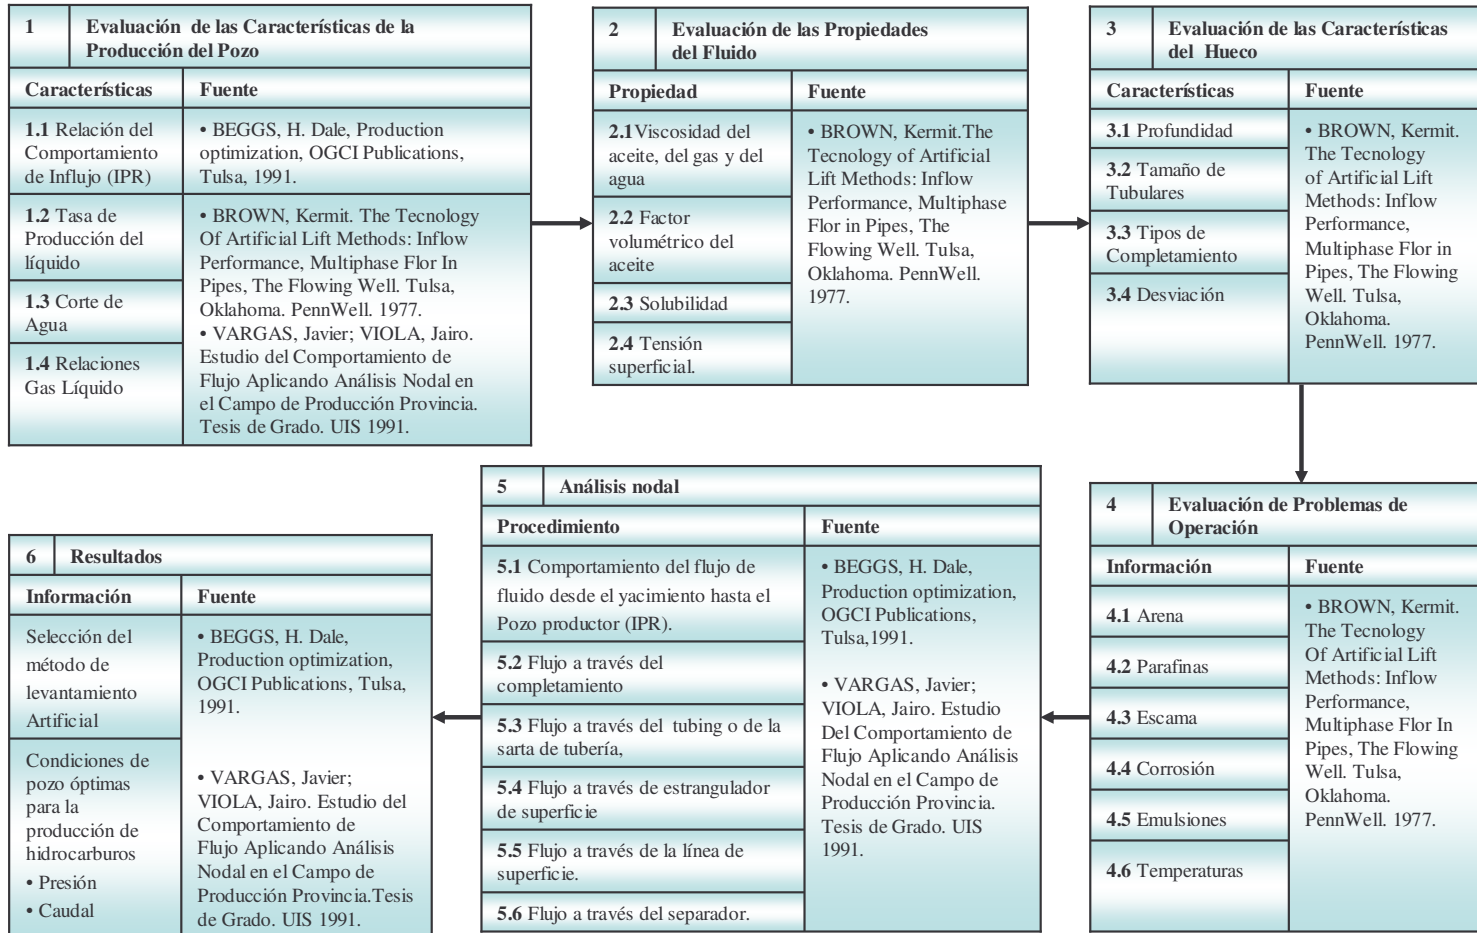 1 Evaluación de las Características de la
Producción del Pozo
Características Fuente
1.1 Relación del
Comportamiento
de Influjo (IPR)
• BEGGS, H. Dale, Production
optimization, OGCI Publications,
Tulsa, 1991.
1.2 Tasa de
Producción del
líquido
1.3 Corte de
Agua
1.4 Relaciones
Gas Líquido
• BROWN, Kermit. The Tecnology
Of Artificial Lift Methods: Inflow
Performance, Multiphase Flor In
Pipes, The Flowing Well. Tulsa,
Oklahoma. PennWell. 1977.
• VARGAS, Javier; VIOLA, Jairo.
Estudio del Comportamiento de
Flujo Aplicando Análisis Nodal en
el Campo de Producción Provincia.
Tesis de Grado. UIS 1991.
2 Evaluación de las Propiedades
del Fluido
Propiedad Fuente
2.1Viscosidad del
aceite, del gas y del
agua
2.2 Factor
volumétrico del
aceite
2.3 Solubilidad
2.4 Tensión
superficial.
• BROWN, Kermit.The
Tecnology of Artificial
Lift Methods: Inflow
Performance, Multiphase
Flor in Pipes, The
Flowing Well. Tulsa,
Oklahoma. PennWell.
1977.
3 Evaluación de las Características
del Hueco
Características Fuente
3.1 Profundidad
3.2 Tamaño de
Tubulares
3.3 Tipos de
Completamiento
3.4 Desviación
• BROWN, Kermit.
The Tecnology
of Artificial Lift
Methods: Inflow
Performance,
Multiphase Flor in
Pipes, The Flowing
Well. Tulsa,
Oklahoma.
PennWell. 1977.
4 Evaluación de Problemas de
Operación
Información Fuente
4.1 Arena
4.2 Parafinas
4.3 Escama
4.4 Corrosión
4.5 Emulsiones
4.6 Temperaturas
• BROWN, Kermit.
The Tecnology
Of Artificial Lift
Methods: Inflow
Performance,
Multiphase Flor In
Pipes, The Flowing
Well. Tulsa,
Oklahoma.
PennWell. 1977.
5 Análisis nodal
Procedimiento Fuente
5.1 Comportamiento del flujo de
fluido desde el yacimiento hasta el
Pozo productor (IPR).
5.2 Flujo a través del
completamiento
5.3 Flujo a través del tubing o de la
sarta de tubería,
5.4 Flujo a través de estrangulador
de superficie
5.5 Flujo a través de la línea de
superficie.
5.6 Flujo a través del separador.
• BEGGS, H. Dale,
Production optimization,
OGCI Publications,
Tulsa,1991.
• VARGAS, Javier;
VIOLA, Jairo. Estudio
Del Comportamiento de
Flujo Aplicando Análisis
Nodal en el Campo de
Producción Provincia.
Tesis de Grado. UIS
1991.
6 Resultados
Información Fuente
Selección del
método de
levantamiento
Artificial
Condiciones de
pozo óptimas
para la
producción de
hidrocarburos
• Presión
• Caudal
• BEGGS, H. Dale,
Production optimization,
OGCI Publications, Tulsa,
1991.
• VARGAS, Javier;
VIOLA, Jairo. Estudio del
Comportamiento de
Flujo Aplicando Análisis
Nodal en el Campo de
Producción Provincia.Tesis
de Grado. UIS 1991.